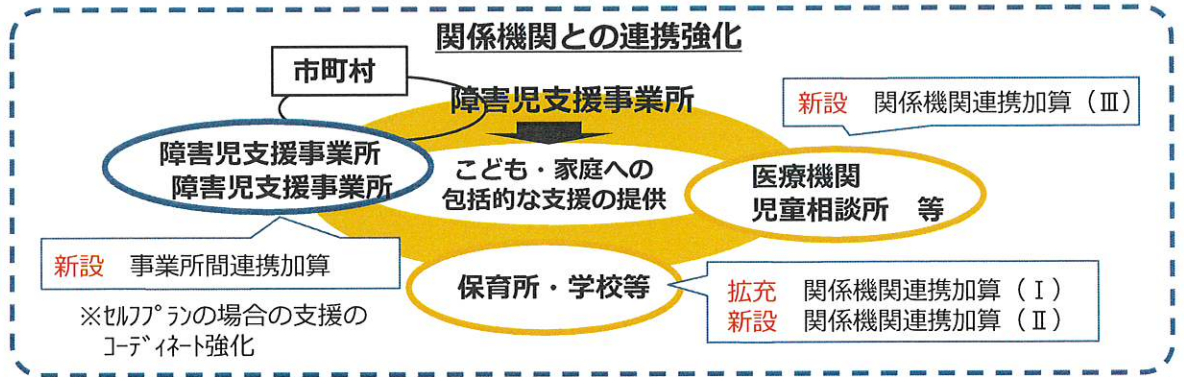 関係機関との連携強化
市町村
障害児支援事業所
新設 関係機関連携加算（Ⅲ）
障害児支援事業所
障害児支援事業所
こども・家庭への
包括的な支援の提供
医療機関
児童相談所 等
新設 事業所間連携加算
※ｾﾙﾌﾌﾟﾗﾝの場合の支援の
ｺｰﾃﾞｨﾈｰﾄ強化
保育所・学校等
拡充 関係機関連携加算（Ⅰ）
新設 関係機関連携加算（Ⅱ）